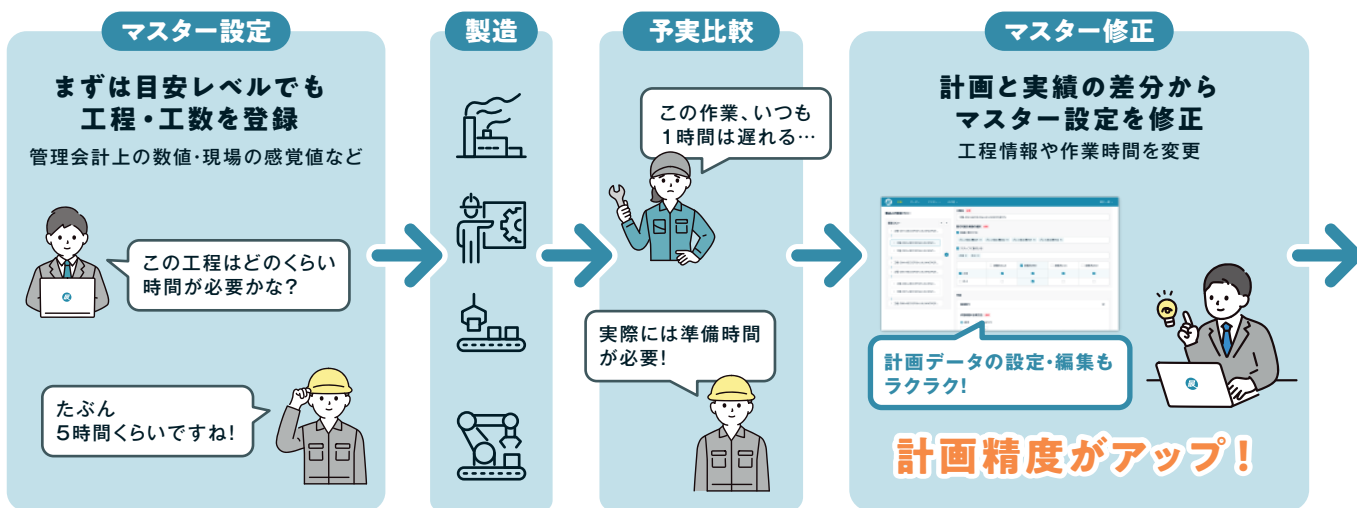 マスター設定
まずは目安レベルでも
工程・工数を登録
管理会計上の数値・現場の感覚値など
この工程はどのくらい
時間が必要かな？
たぶん
5時間くらいですね！
製造
予実比較
この作業、いつも
1時間は遅れる…
実際には準備時間
が必要！
マスター修正
計画と実績の差分から
マスター設定を修正
工程情報や作業時間を変更
計画データの設定・編集も
ラクラク！
計画精度がアップ！